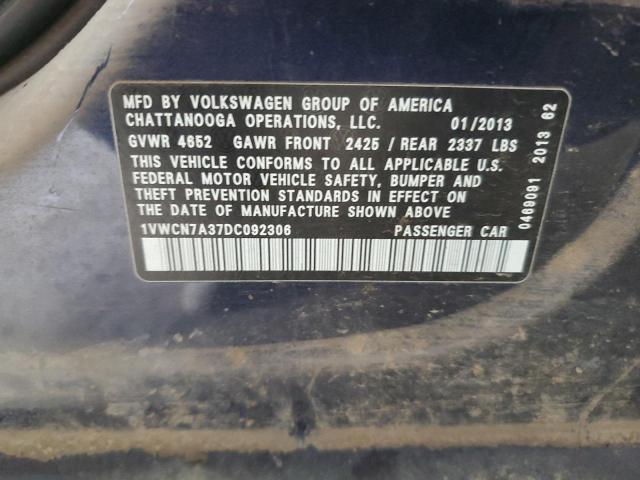 MFD BY VOLKSWAGEN GROUP OF AMERICA
CHATTANOOGA OPERATIONS, LLC. 01/2013
GVWR 4652 GAWR FRONT 2425/REAR 2337 LBS
THIS VEHICLE CONFORMS TO ALL APPLICABLE U.S.
FEDERAL MOTOR VEHICLE SAFETY, BUMPER AND
THEFT PREVENTION STANDARDS IN EFFECT ON
THE DATE OF MANUFACTURE SHOWN ABOVE
1VWCN7A37DC092306 PASSENGER CAR
0469091 2013 62